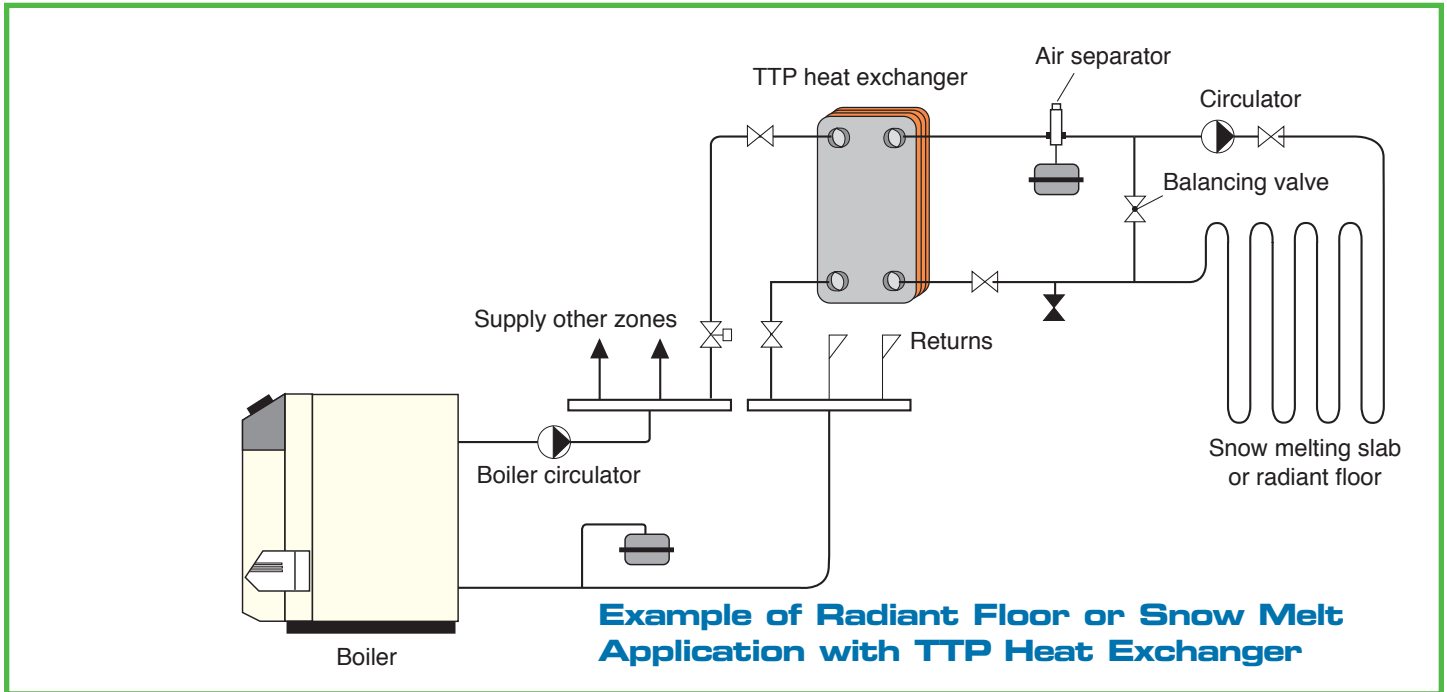 Air separator
TTP heat exchanger
Circulator
Balancing valve
Supply other zones
Returns
Boiler circulator
Snow melting slab
or radiant floor
Boiler
Example of Radiant Floor or Snow Melt
Application with TTP Heat Exchanger